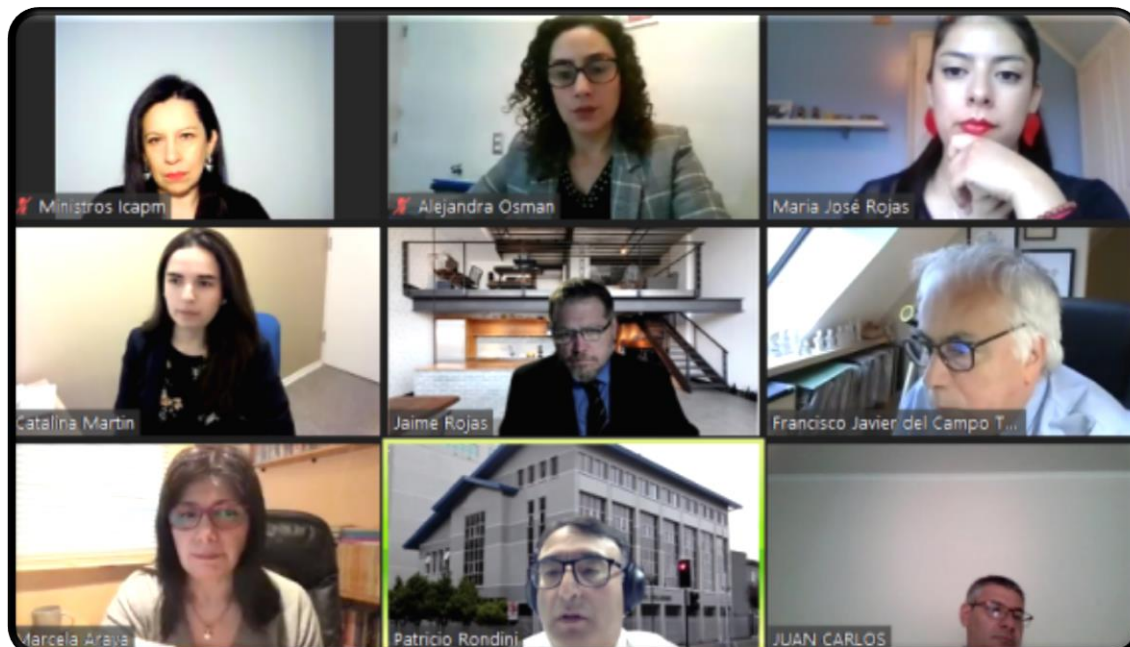 Ministros Icapm
Alejandra Osman
María José Rojas
Catalina Martin
Jaime Rojas
Francisco Javier del Campo T...
Marcela Araya
Patricio Rondini
JUAN CARLOS